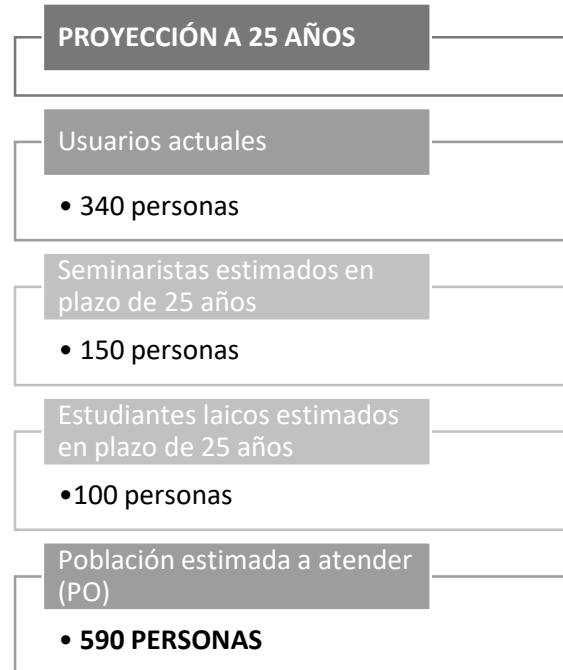 PROYECCIÓN A 25 AÑOS
Usuarios actuales
• 340 personas
Seminaristas estimados en
plazo de 25 años
• 150 personas
Estudiantes laicos estimados
en plazo de 25 años
•100 personas
Población estimada a atender
(PO)
• 590 PERSONAS